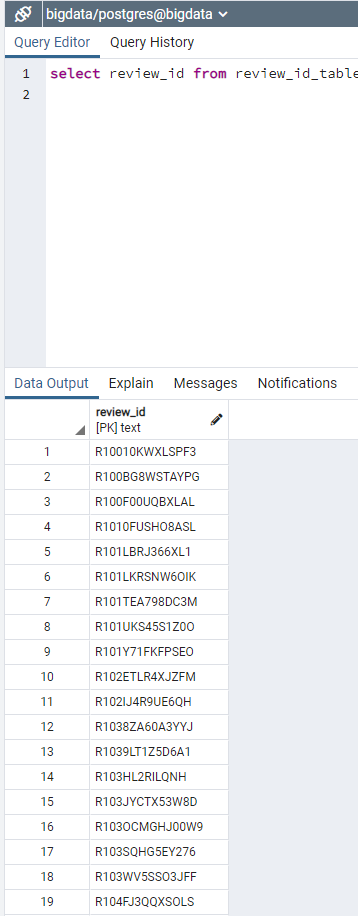 bigdata/postgres@bigdata
Query Editor Query History
1 select review_id from review_id_table
2
Data Output Explain Messages Notifications
review_id
[PK] text
1 R10010KWXLSPF3
2 R100BG8WSTAYPG
3 R100F00UQBXLAL
4 R1010FUSHO8ASL
5 R101LBRJ366XL1
6 R101LKRSNW6OIK
7 R101TEA798DC3M
8 R101UKS45S1Z0O
9 R101Y71FKFPSEO
10 R102ETLR4XJZFM
11 R102IJ4R9UE6QH
12 R1038ZA60A3YYJ
13 R1039LT1Z5D6A1
14 R103HL2RILQNH
15 R103JYCTX53W8D
16 R103OCMGHJ00W9
17 R103SQHG5EY276
18 R103WV5SSO3JFF
19 R104FJ3QQXSOLS